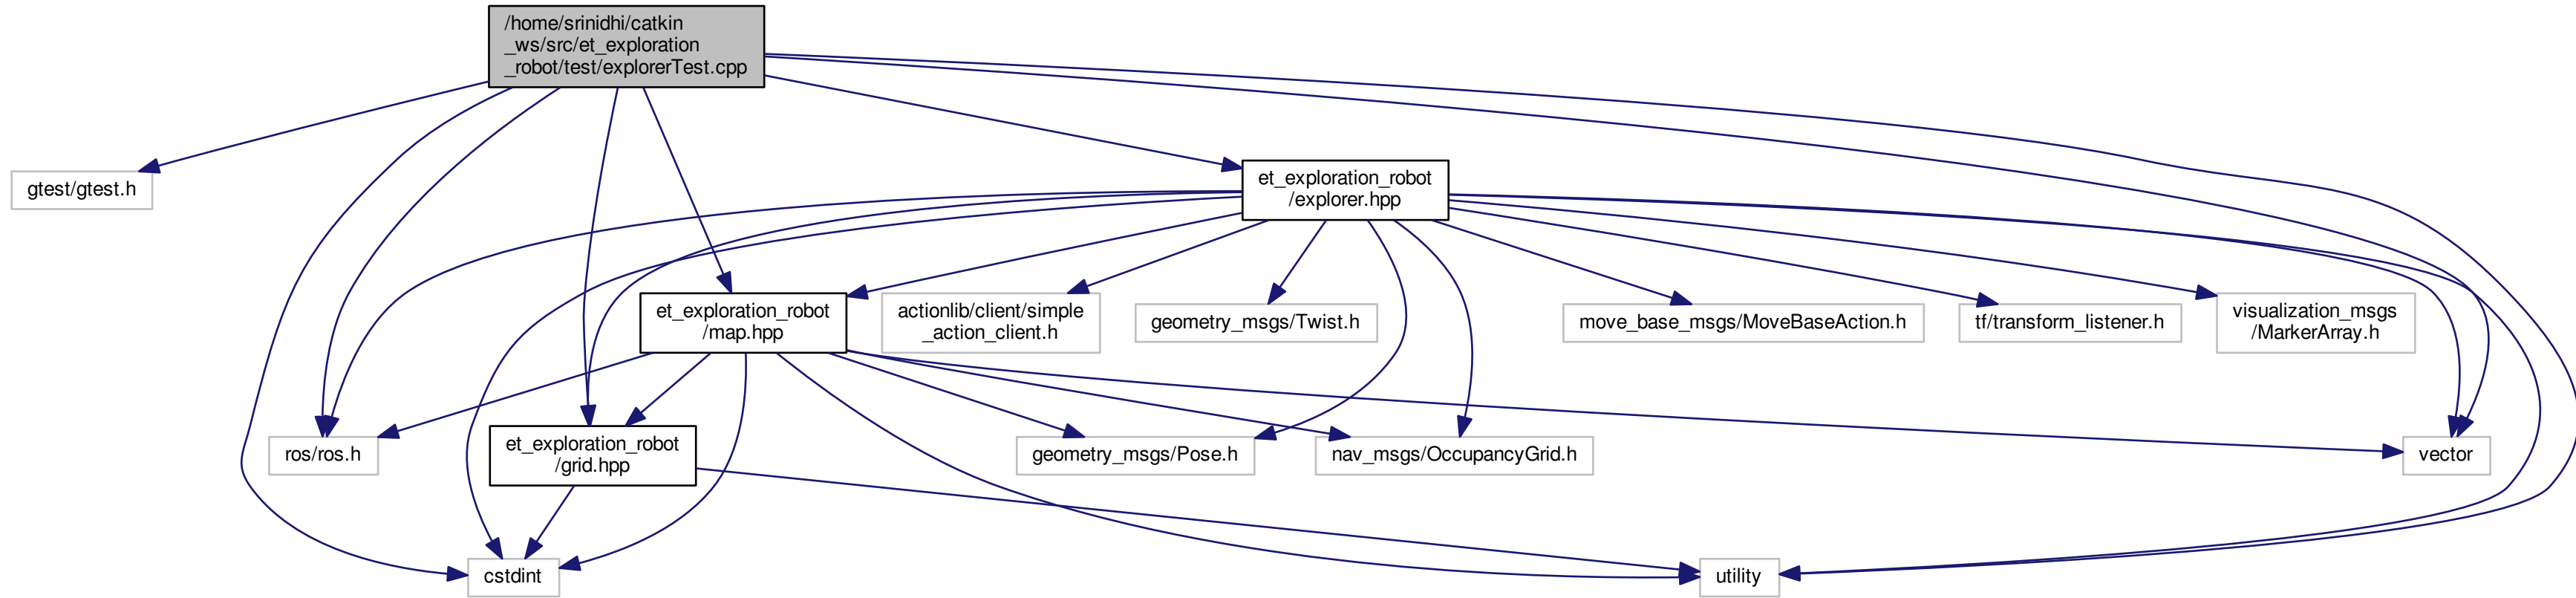 /home/srinidhi/catkin
_ws/src/et_exploration
_robot/test/explorerTest.cpp
gtest/gtest.h
et_exploration_robot
/explorer.hpp
et_exploration_robot
/map.hpp
actionlib/client/simple
_action_client.h
geometry_msgs/Twist.h
move_base_msgs/MoveBaseAction.h
tf/transform_listener.h
visualization_msgs
/MarkerArray.h
ros/ros.h
et_exploration_robot
/grid.hpp
geometry_msgs/Pose.h
nav_msgs/OccupancyGrid.h
vector
cstdint
utility